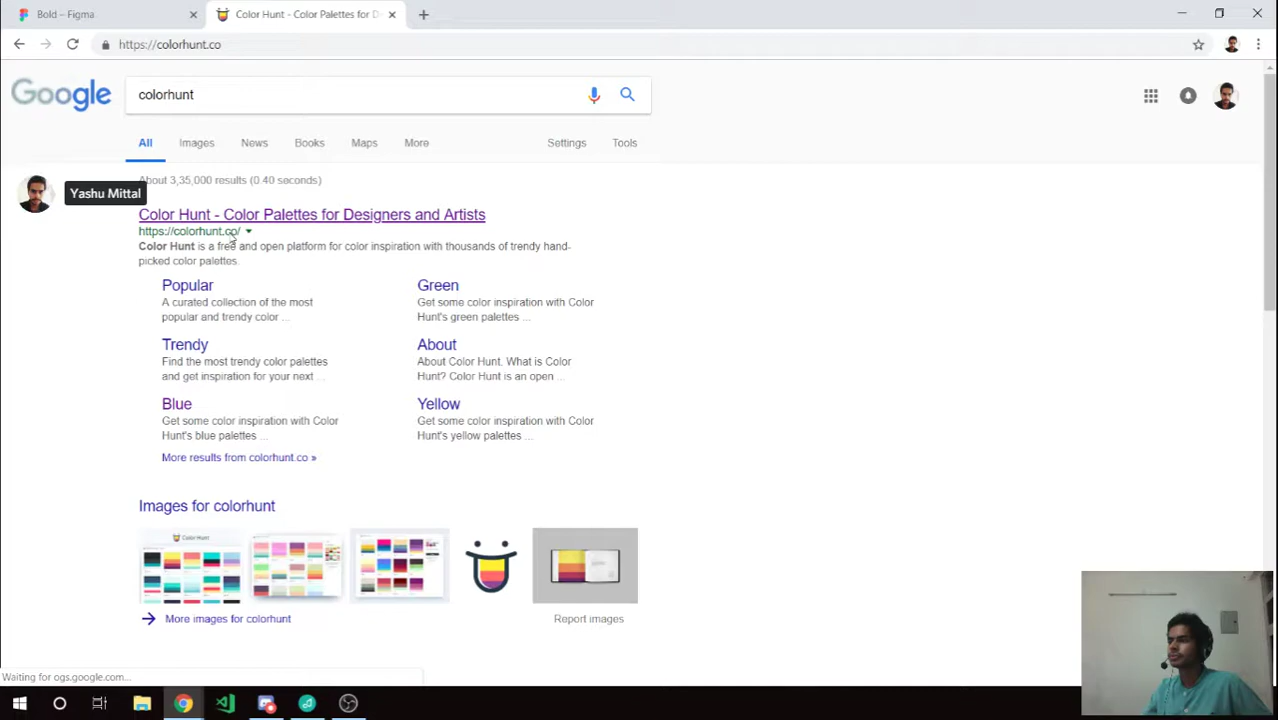 Bold – Figma
Color Hunt - Color Palettes for D
https://colorhunt.co
Google
colorhunt
All Images News Books Maps More Settings Tools
About 3,35,000 results (0.40 seconds)
Yashu Mittal
Color Hunt - Color Palettes for Designers and Artists
https://colorhunt.co/
Color Hunt is a free and open platform for color inspiration with thousands of trendy hand-
picked color palettes.
Popular
A curated collection of the most
popular and trendy color ...
Green
Get some color inspiration with Color
Hunt's green palettes ...
Trendy
Find the most trendy color palettes
and get inspiration for your next ...
About
About Color Hunt. What is Color
Hunt? Color Hunt is an open ...
Blue
Get some color inspiration with Color
Hunt's blue palettes ...
Yellow
Get some color inspiration with Color
Hunt's yellow palettes ...
More results from colorhunt.co »
Images for colorhunt
Color Hunt
More images for colorhunt
Report images
Waiting for ogs.google.com...